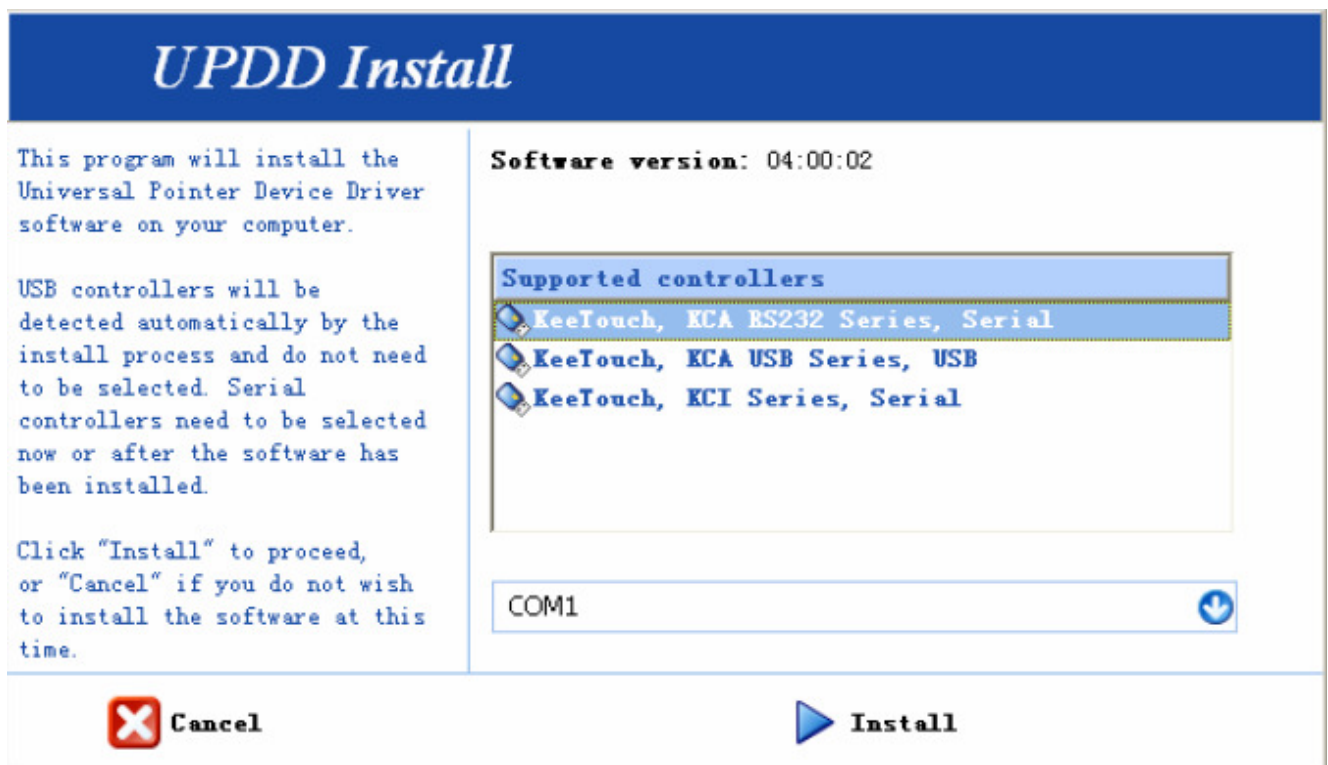 UPDD Install
This program will install the
Universal Pointer Device Driver
software on your computer.
USB controllers will be
detected automatically by the
install process and do not need
to be selected. Serial
controllers need to be selected
now or after the software has
been installed.
Click "Install" to proceed,
or "Cancel" if you do not wish
to install the software at this
time.
Software version: 04:00:02
Supported controllers
KeeTouch, KCA RS232 Series, Serial
KeeTouch, KCA USB Series, USB
KeeTouch, KCI Series, Serial
COM1
Cancel
Install